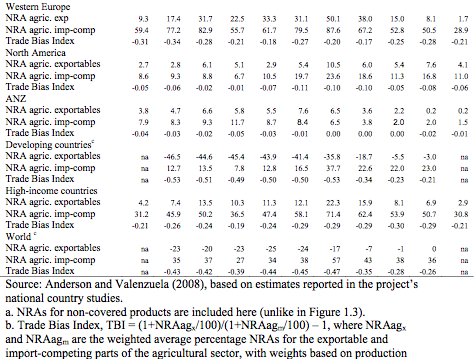 Western Europe
NRA agric. exp 9.3 17.4 31.7 22.5 33.3 31.1 50.1 38.0 15.0 8.1 1.7
NRA agric. imp-comp 59.4 77.2 82.9 55.7 61.7 79.5 87.6 67.2 52.8 50.5 28.9
Trade Bias Index -0.31 -0.34 -0.28 -0.21 -0.18 -0.27 -0.20 -0.17 -0.25 -0.28 -0.21
North America
NRA agric. exportables 2.7 2.8 6.1 5.1 2.9 5.4 10.5 6.0 5.4 7.6 4.1
NRA agric. imp-comp 8.6 9.3 8.8 6.7 10.5 19.7 23.6 18.6 11.3 16.8 11.0
Trade Bias Index -0.05 -0.06 -0.02 -0.01 -0.07 -0.11 -0.10 -0.10 -0.05 -0.08 -0.06
ANZ
NRA agric. exportables 3.8 4.7 6.6 5.8 5.5 7.6 6.5 3.6 2.2 0.2 0.2
NRA agric. imp-comp 7.9 8.3 9.3 11.7 8.7 8.4 6.5 3.8 2.0 2.0 1.5
Trade Bias Index -0.04 -0.03 -0.02 -0.05 -0.03 -0.01 0.00 0.00 0.00 -0.02 -0.01
Developing countries c
NRA agric. exportables na -46.5 -44.6 -45.4 -43.9 -41.4 -35.8 -18.7 -5.5 -3.0 na
NRA agric. imp-comp na 12.7 13.5 7.8 12.8 16.5 37.7 22.6 22.0 23.0 na
Trade Bias Index na -0.53 -0.51 -0.49 -0.50 -0.50 -0.53 -0.34 -0.23 -0.21 na
High-income countries
NRA agric. exportables 4.2 7.4 13.5 10.3 11.3 12.1 22.3 15.9 8.1 6.9 2.9
NRA agric. imp-comp 31.2 45.9 50.2 36.5 47.4 58.1 71.4 62.4 53.9 50.7 30.8
Trade Bias Index -0.21 -0.26 -0.24 -0.19 -0.24 -0.29 -0.29 -0.29 -0.30 -0.29 -0.21
World c
NRA agric. exportables na -23 -20 -23 -25 -24 -17 -7 -1 0 na
NRA agric. imp-comp na 35 37 27 34 38 57 43 38 36 na
Trade Bias Index na -0.43 -0.42 -0.39 -0.44 -0.45 -0.47 -0.35 -0.28 -0.26 na
Source: Anderson and Valenzuela (2008), based on estimates reported in the project’s
national country studies.
a. NRAs for non-covered products are included here (unlike in Figure 1.3).
b. Trade Bias Index, TBI = (1+NRAagx/100)/(1+NRAagm/100) – 1, where NRAagx
and NRAagm are the weighted average percentage NRAs for the exportable and
import-competing parts of the agricultural sector, with weights based on production